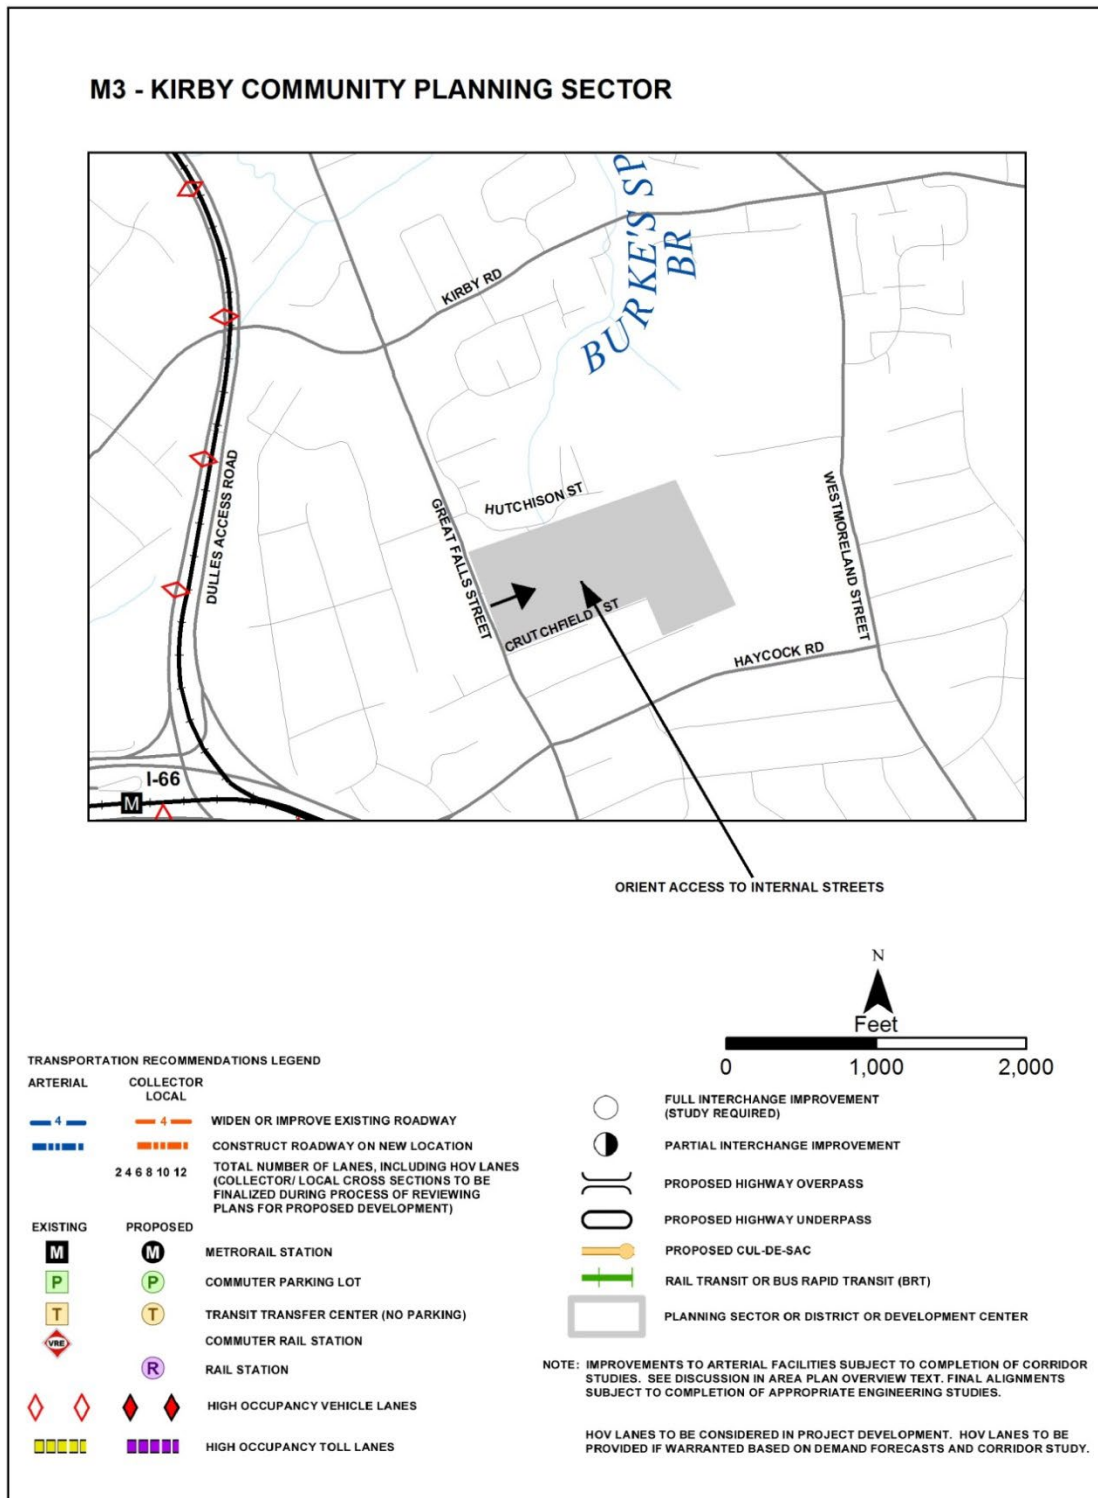 M3 - KIRBY COMMUNITY PLANNING SECTOR
BURKE'S SP
BR
KIRBY RD
DULLES ACCESS ROAD
HUTCHISON ST
GREAT FALLS STREET
WESTMORELAND STREET
CRUTCHFIELD ST
HAYCOCK RD
I-66
M
ORIENT ACCESS TO INTERNAL STREETS
N
Feet
0 1,000 2,000
TRANSPORTATION RECOMMENDATIONS LEGEND
ARTERIAL COLLECTOR
LOCAL
4 4 WIDEN OR IMPROVE EXISTING ROADWAY
CONSTRUCT ROADWAY ON NEW LOCATION
2 4 6 8 10 12 TOTAL NUMBER OF LANES, INCLUDING HOV LANES
(COLLECTOR/ LOCAL CROSS SECTIONS TO BE
FINALIZED DURING PROCESS OF REVIEWING
PLANS FOR PROPOSED DEVELOPMENT)
EXISTING PROPOSED
M M METRORAIL STATION
P P COMMUTER PARKING LOT
T T TRANSIT TRANSFER CENTER (NO PARKING)
VRE COMMUTER RAIL STATION
R RAIL STATION
HIGH OCCUPANCY VEHICLE LANES
HIGH OCCUPANCY TOLL LANES
FULL INTERCHANGE IMPROVEMENT
(STUDY REQUIRED)
PARTIAL INTERCHANGE IMPROVEMENT
PROPOSED HIGHWAY OVERPASS
PROPOSED HIGHWAY UNDERPASS
PROPOSED CUL-DE-SAC
RAIL TRANSIT OR BUS RAPID TRANSIT (BRT)
PLANNING SECTOR OR DISTRICT OR DEVELOPMENT CENTER
NOTE: IMPROVEMENTS TO ARTERIAL FACILITIES SUBJECT TO COMPLETION OF CORRIDOR
STUDIES. SEE DISCUSSION IN AREA PLAN OVERVIEW TEXT. FINAL ALIGNMENTS
SUBJECT TO COMPLETION OF APPROPRIATE ENGINEERING STUDIES.
HOV LANES TO BE CONSIDERED IN PROJECT DEVELOPMENT. HOV LANES TO BE
PROVIDED IF WARRANTED BASED ON DEMAND FORECASTS AND CORRIDOR STUDY.